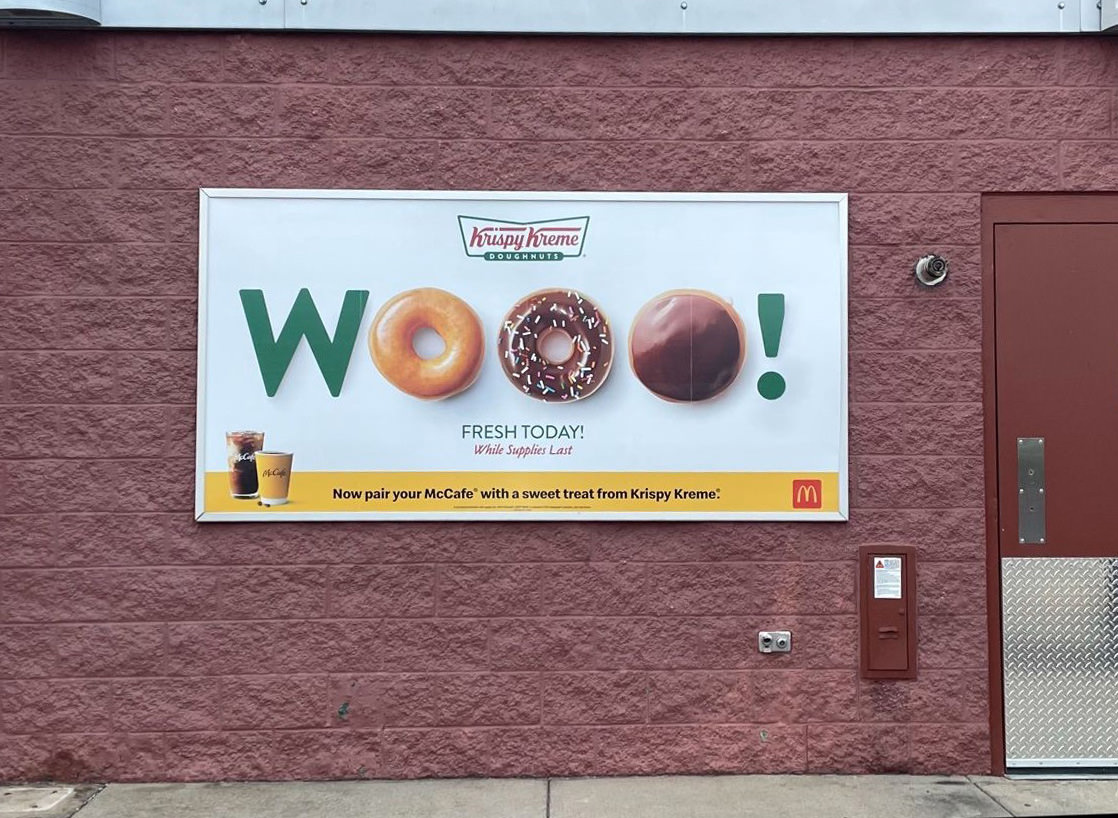 Krispy Kreme
DOUGHNUTS
W !
FRESH TODAY!
While Supplies Last
McCafé
McCafé
Now pair your McCafe® with a sweet treat from Krispy Kreme®.